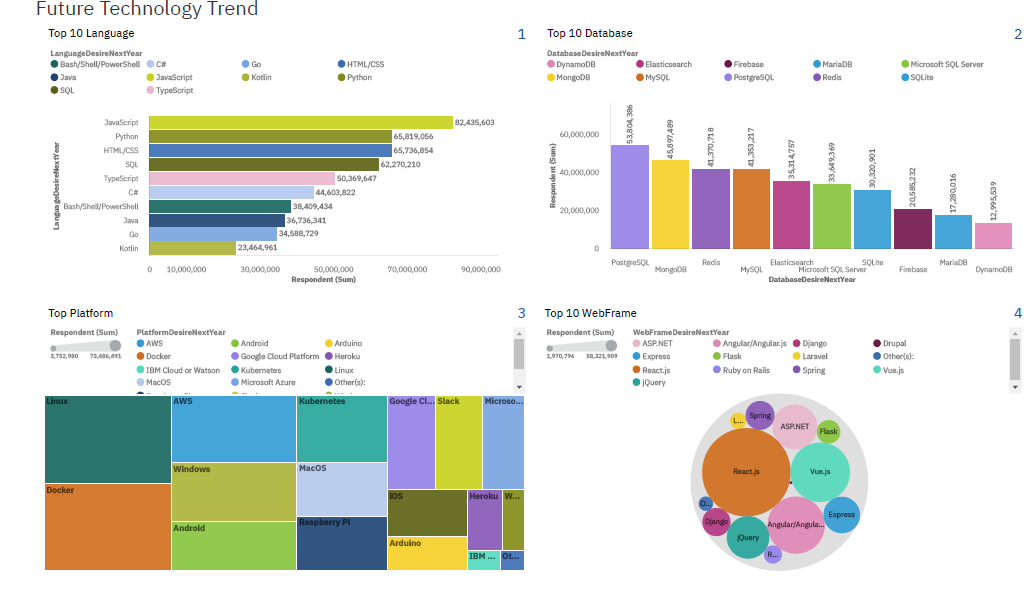 Future Technology Trend
Top 10 Language
1
LanguageDesireNextYear
Bash/Shell/PowerShell
C#
Go
HTML/CSS
Java
JavaScript
Kotlin
Python
SQL
TypeScript
LanguageDesireNextYear
JavaScript
82,435,603
Python
65,819,056
HTML/CSS
65,736,854
SQL
62,270,210
TypeScript
50,369,647
C#
44,603,822
Bash/Shell/PowerShell
38,409,434
Java
36,736,341
Go
34,588,729
Kotlin
23,464,961
0
10,000,000
30,000,000
50,000,000
70,000,000
90,000,000
Respondent (Sum)
Top 10 Database
2
DatabaseDesireNextYear
DynamoDB
Elasticsearch
Firebase
MariaDB
Microsoft SQL Server
MongoDB
MySQL
PostgreSQL
Redis
SQLite
Respondent (Sum)
60,000,000
40,000,000
20,000,000
0
53,804,386
45,897,489
41,370,718
41,353,217
35,314,757
33,649,369
30,320,901
20,585,232
17,280,016
12,995,539
PostgreSQL
MongoDB
Redis
MySQL
Elasticsearch
Microsoft SQL Server
SQLite
Firebase
MariaDB
DynamoDB
DatabaseDesireNextYear
Top Platform
3
Respondent (Sum)
3,752,980
73,486,491
PlatformDesireNextYear
AWS
Android
Arduino
Docker
Google Cloud Platform
Heroku
IBM Cloud or Watson
Kubernetes
Linux
MacOS
Microsoft Azure
Other(s):
Linux
AWS
Kubernetes
Google Cl...
Slack
Microso...
Windows
MacOS
Docker
IOS
Heroku
W...
Android
Raspberry Pi
Arduino
IBM ...
Ot...
Top 10 WebFrame
4
Respondent (Sum)
1,970,796
58,321,909
WebFrameDesireNextYear
ASP.NET
Angular/Angular.js
Django
Drupal
Express
Flask
Laravel
Other(s):
React.js
Ruby on Rails
Spring
Vue.js
jQuery
L...
Spring
ASP.NET
Flask
React.js
Vue.js
O...
Django
Angular/Angula...
Express
jQuery
R...